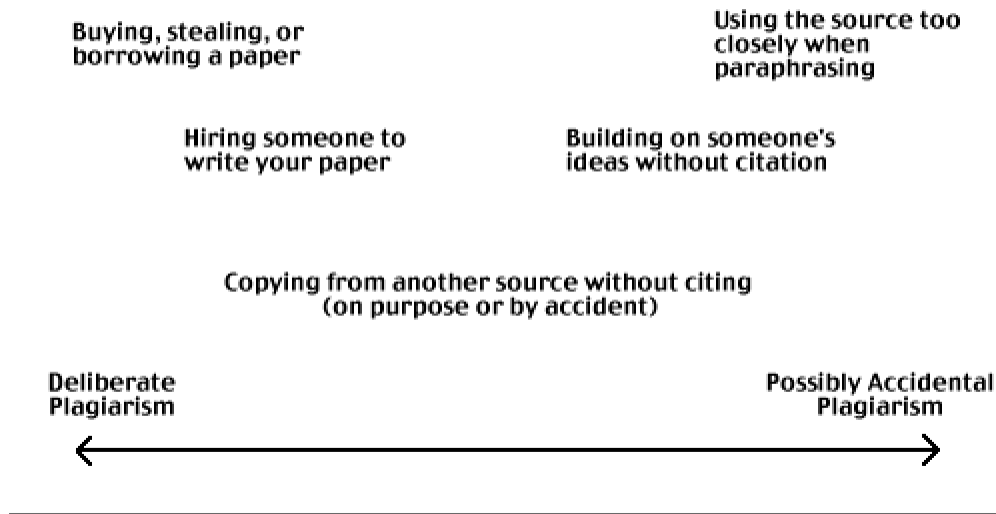 Buying, stealing, or
borrowing a paper
Using the source too
closely when
paraphrasing
Hiring someone to
write your paper
Building on someone's
ideas without citation
Copying from another source without citing
(on purpose or by accident)
Deliberate
Plagiarism
Possibly Accidental
Plagiarism